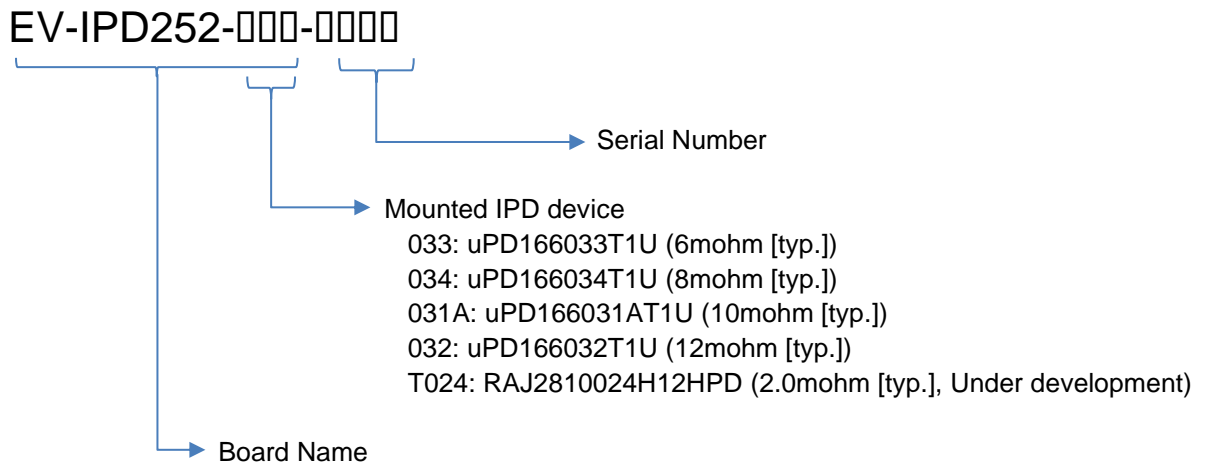 EV-IPD252-▯▯▯-▯▯▯▯
Serial Number
Mounted IPD device
033: uPD166033T1U (6mohm [typ.])
034: uPD166034T1U (8mohm [typ.])
031A: uPD166031AT1U (10mohm [typ.])
032: uPD166032T1U (12mohm [typ.])
T024: RAJ2810024H12HPD (2.0mohm [typ.], Under development)
Board Name